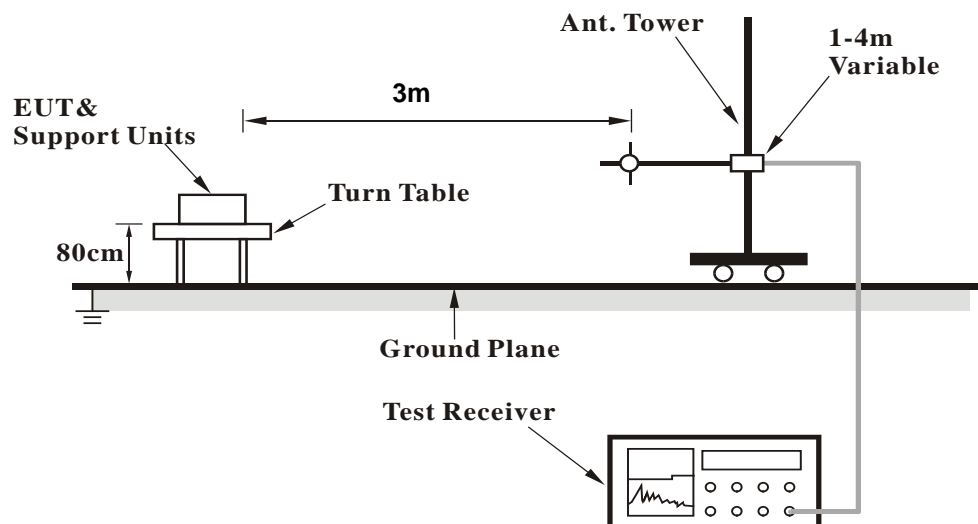 Ant. Tower
1-4m
Variable
3m
EUT&
Support Units
Turn Table
80cm
Ground Plane
Test Receiver